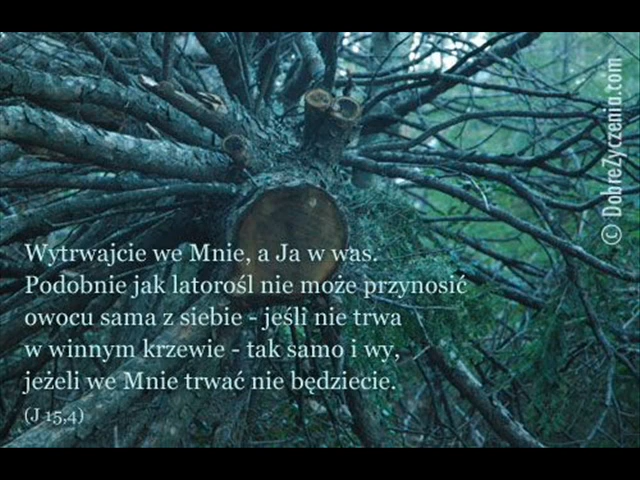 Wytrwajcie we Mnie, a Ja w was.
Podobnie jak latorośl nie może przynosić
owocu sama z siebie - jeśli nie trwa
w winnym krzewie - tak samo i wy,
jeżeli we Mnie trwać nie będziecie.
(J 15,4)
© DobreZyczenia.com